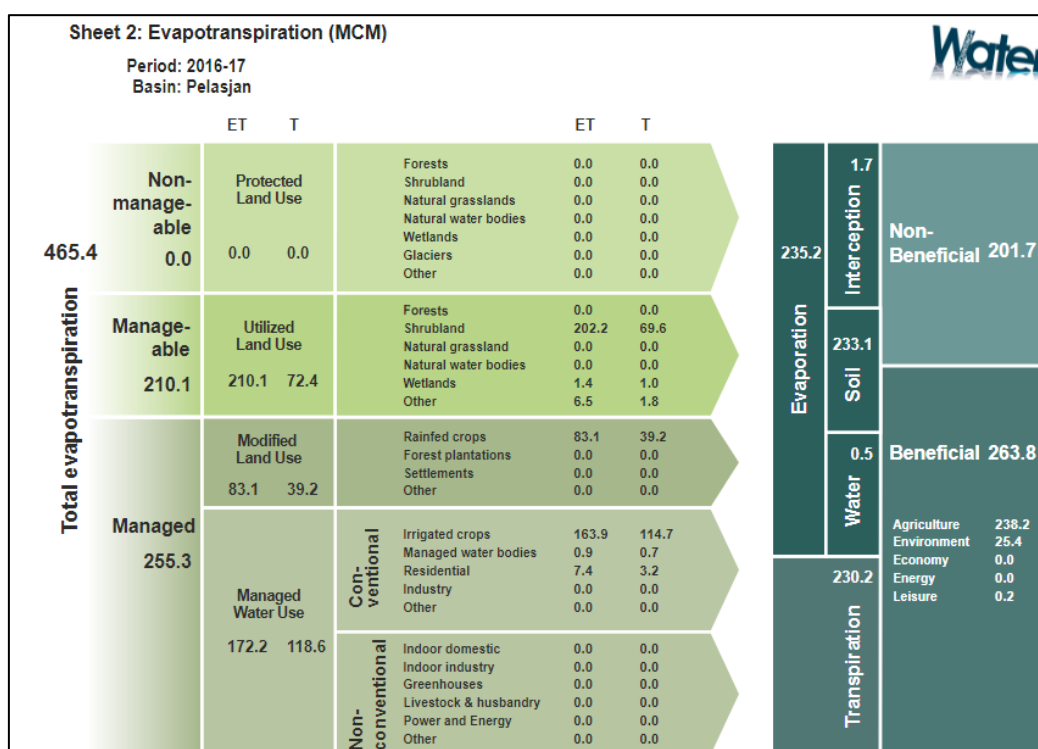 Sheet 2: Evapotranspiration (MCM)
Water
Period: 2016-17
Basin: Pelasjan
ET T ET T
Total evapotranspiration
465.4
Non-
manage-
able
0.0
Protected
Land Use
0.0 0.0
Forests 0.0 0.0
Shrubland 0.0 0.0
Natural grasslands 0.0 0.0
Natural water bodies 0.0 0.0
Wetlands 0.0 0.0
Glaciers 0.0 0.0
Other 0.0 0.0
Manage-
able
210.1
Utilized
Land Use
210.1 72.4
Forests 0.0 0.0
Shrubland 202.2 69.6
Natural grassland 0.0 0.0
Natural water bodies 0.0 0.0
Wetlands 1.4 1.0
Other 6.5 1.8
Managed
255.3
Modified
Land Use
83.1 39.2
Rainfed crops 83.1 39.2
Forest plantations 0.0 0.0
Settlements 0.0 0.0
Other 0.0 0.0
Managed
Water Use
172.2 118.6
Con-
ventional
Irrigated crops 163.9 114.7
Managed water bodies 0.9 0.7
Residential 7.4 3.2
Industry 0.0 0.0
Other 0.0 0.0
Non-
conventional
Indoor domestic 0.0 0.0
Indoor industry 0.0 0.0
Greenhouses 0.0 0.0
Livestock & husbandry 0.0 0.0
Power and Energy 0.0 0.0
Other 0.0 0.0
235.2
Evaporation
1.7
Interception
233.1
Soil
0.5
Water
230.2
Transpiration
Non-
Beneficial 201.7
Beneficial 263.8
Agriculture 238.2
Environment 25.4
Economy 0.0
Energy 0.0
Leisure 0.2